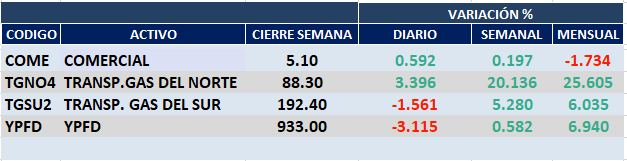 VARIACIÓN %
CODIGO ACTIVO CIERRE SEMANA DIARIO SEMANAL MENSUAL
COME COMERCIAL 5.10 0.592 0.197 -1.734
TGNO4 TRANSP.GAS DEL NORTE 88.30 3.396 20.136 25.605
TGSU2 TRANSP. GAS DEL SUR 192.40 -1.561 5.280 6.035
YPFD YPFD 933.00 -3.115 0.582 6.940